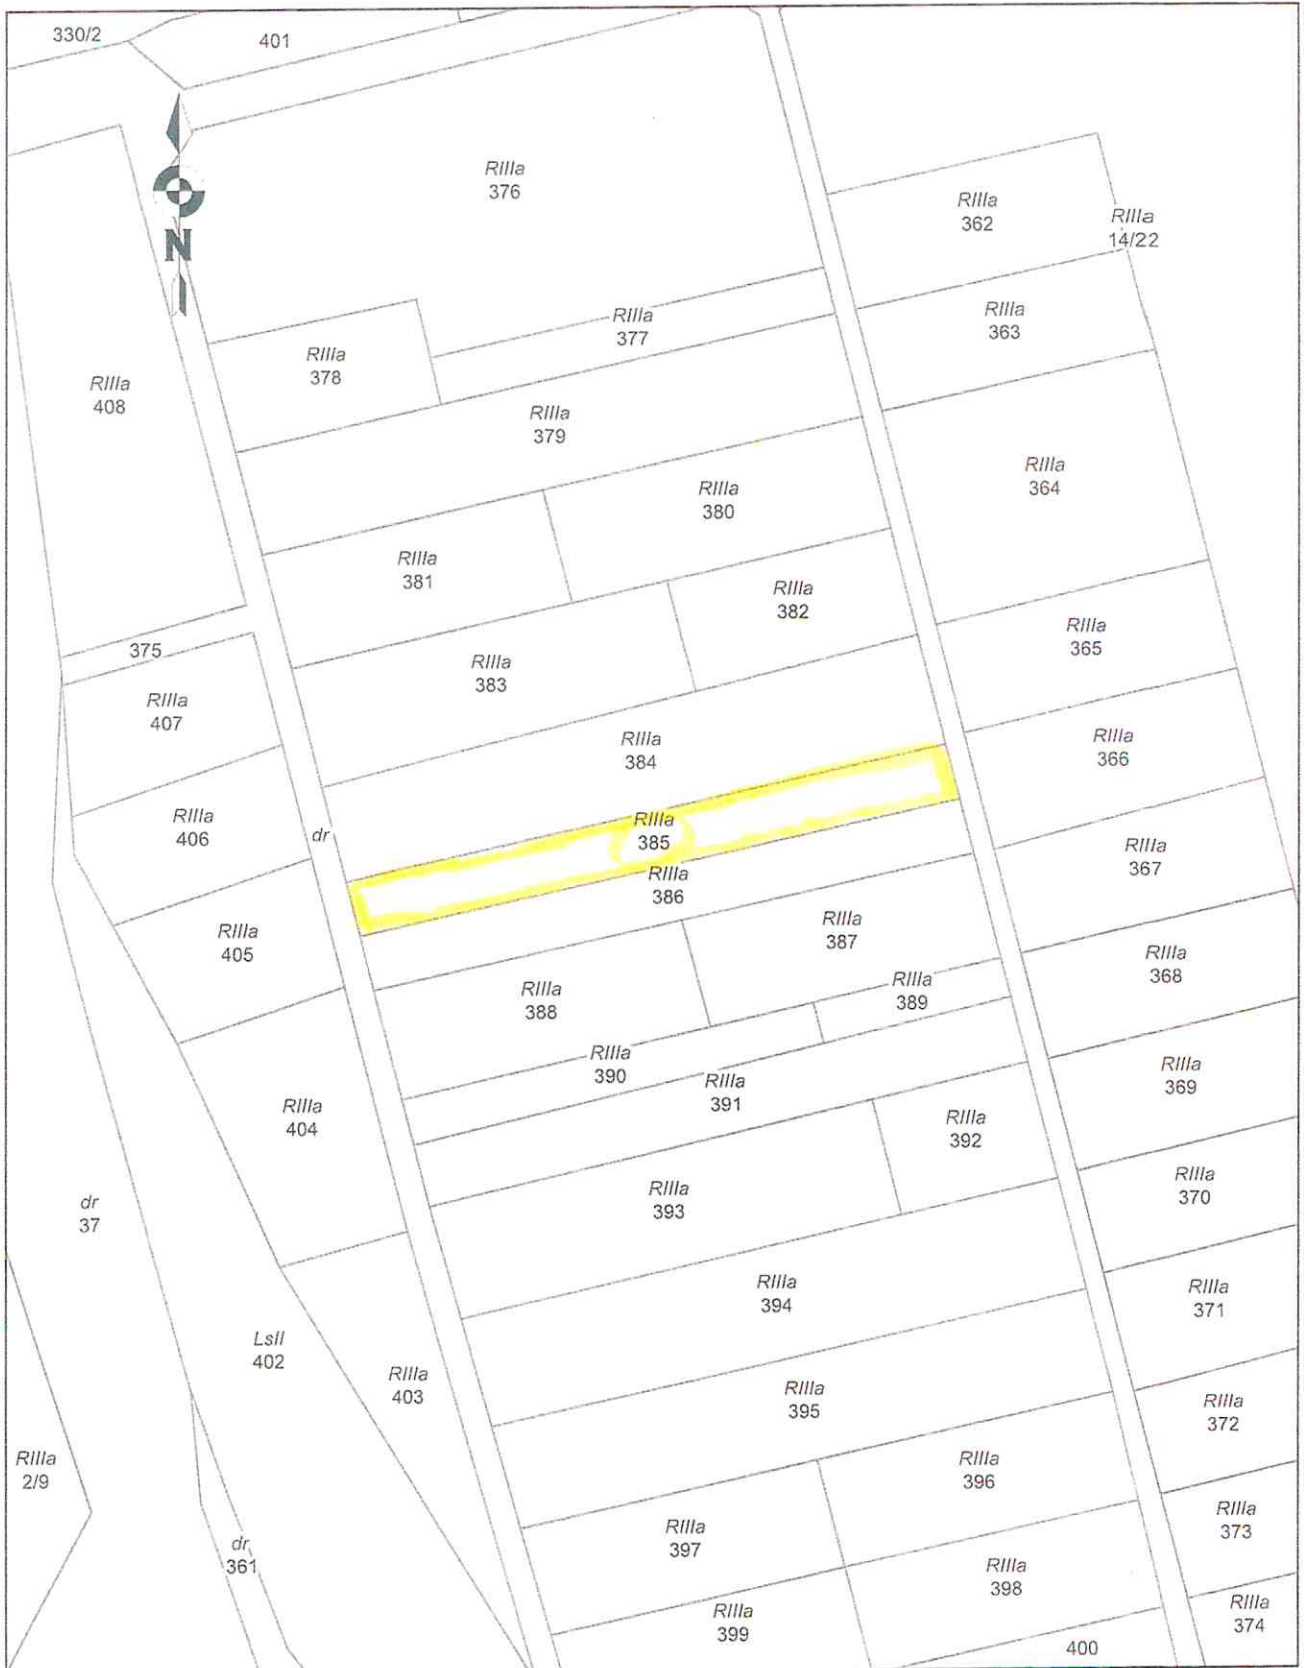 330/2
401
N
RIIIa
376
RIIIa
362
RIIIa
14/22
RIIIa
377
RIIIa
363
RIIIa
378
RIIIa
408
RIIIa
379
RIIIa
364
RIIIa
380
RIIIa
381
RIIIa
382
RIIIa
365
375
RIIIa
383
RIIIa
407
RIIIa
384
RIIIa
366
RIIIa
406
dr
RIIIa
385
RIIIa
386
RIIIa
367
RIIIa
405
RIIIa
387
RIIIa
368
RIIIa
388
RIIIa
389
RIIIa
390
RIIIa
391
RIIIa
369
RIIIa
404
RIIIa
392
RIIIa
393
RIIIa
370
dr
37
RIIIa
394
RIIIa
371
LsII
402
RIIIa
403
RIIIa
395
RIIIa
372
RIIIa
2/9
RIIIa
396
RIIIa
373
RIIIa
397
dr
361
RIIIa
398
RIIIa
399
RIIIa
374
400